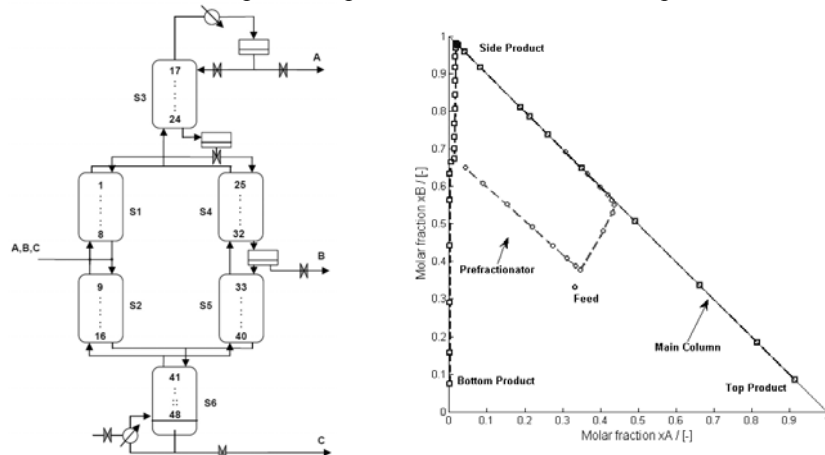 A
17
:
:
:
24
S3
1
:
:
:
8
S1
25
:
:
:
32
S4
A,B,C
B
9
:
:
:
16
S2
33
:
:
:
40
S5
41
:
::
48
S6
C
Side Product
Prefractionator
Feed
Main Column
Bottom Product
Top Product
1
0.9
0.8
0.7
0.6
0.5
0.4
0.3
0.2
0.1
0
0 0.1 0.2 0.3 0.4 0.5 0.6 0.7 0.8 0.9
Molar fraction xB / [-]
Molar fraction xA / [-]